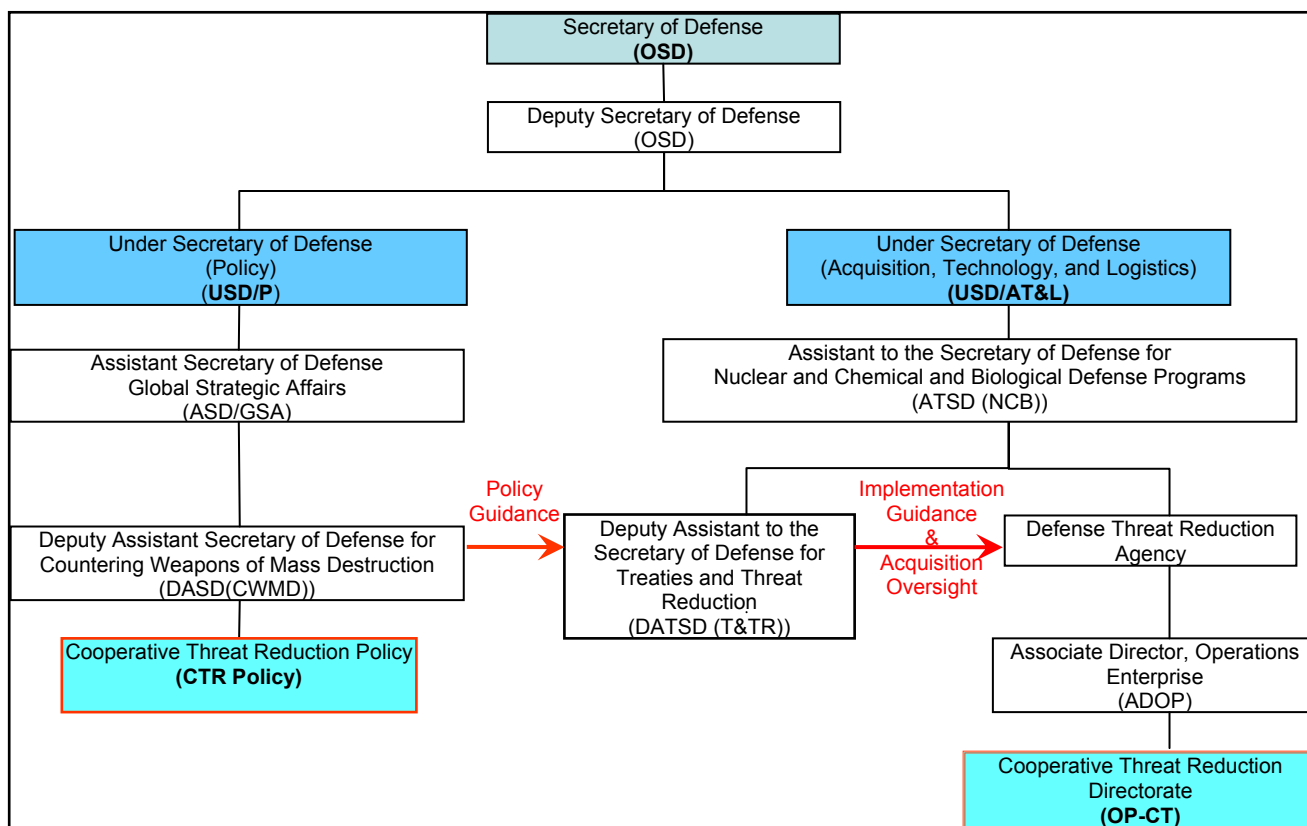 Secretary of Defense
(OSD)
Deputy Secretary of Defense
(OSD)
Under Secretary of Defense
(Policy)
(USD/P)
Under Secretary of Defense
(Acquisition, Technology, and Logistics)
(USD/AT&L)
Assistant Secretary of Defense
Global Strategic Affairs
(ASD/GSA)
Assistant to the Secretary of Defense for
Nuclear and Chemical and Biological Defense Programs
(ATSD (NCB))
Deputy Assistant Secretary of Defense for
Countering Weapons of Mass Destruction
(DASD(CWMD))
Policy
Guidance
Deputy Assistant to the
Secretary of Defense for
Treaties and Threat
Reduction
(DATSD (T&TR))
Implementation
Guidance
&
Acquisition
Oversight
Defense Threat Reduction
Agency
Cooperative Threat Reduction Policy
(CTR Policy)
Associate Director, Operations
Enterprise
(ADOP)
Cooperative Threat Reduction
Directorate
(OP-CT)